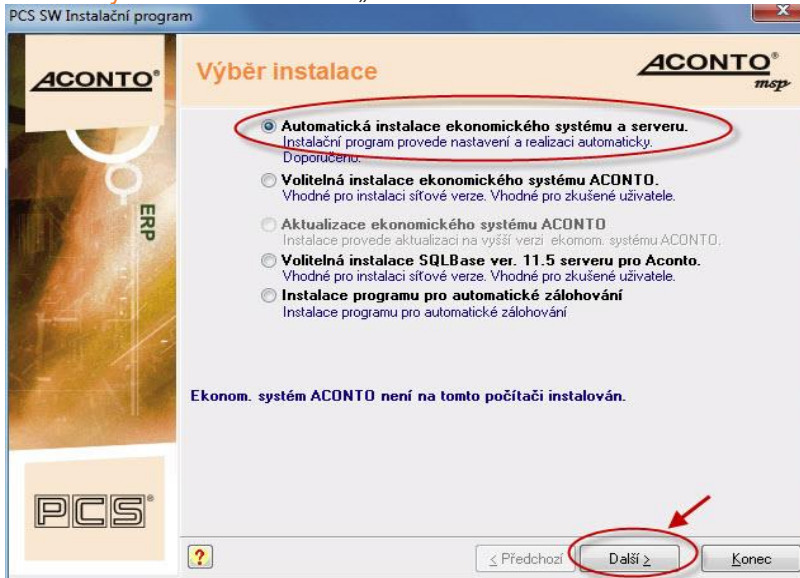 PCS SW Instalační program
ACONTO®
Výběr instalace
ACONTO®
msp
Automatická instalace ekonomického systému a serveru.
Instalační program provede nastavení a realizaci automaticky.
Doporučeno.
Volitelná instalace ekonomického systému ACONTO.
Vhodné pro instalaci síťové verze. Vhodné pro zkušené uživatele.
ERP
Aktualizace ekonomického systému ACONTO
Instalace provede aktualizaci na vyšší verzi ekomom. systému ACONTO.
Volitelná instalace SQLBase ver. 11.5 serveru pro Aconto.
Vhodné pro instalaci síťové verze. Vhodné pro zkušené uživatele.
Instalace programu pro automatické zálohování
Instalace programu pro automatické zálohování
Ekonom. systém ACONTO není na tomto počítači instalován.
PCS®
?
< Předchozí
Další >
Konec